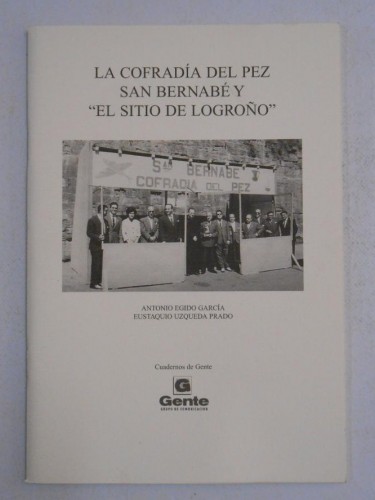 LA COFRADÍA DEL PEZ
SAN BERNABÉ Y
“EL SITIO DE LOGROÑO”
Sⁿ BERNABE
COFRADIA DEL PEZ
ANTONIO EGIDO GARCÍA
EUSTAQUIO UZQUEDA PRADO
Cuadernos de Gente
G
Gente
GRUPO DE COMUNICACION